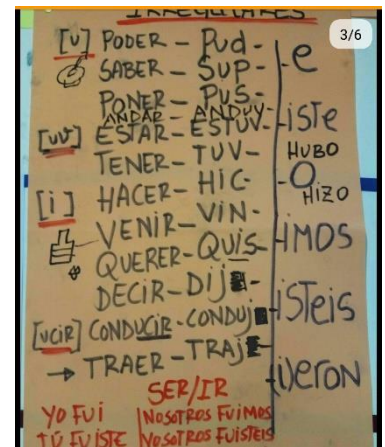 IRREGULARES
3/6
[U] PODER – PUD-
SABER – SUP-
PONER – PUS-
ANDAR – ANDUV-
[UV] ESTAR – ESTUV-
TENER – TUV-
[i] HACER – HIC-
VENIR – VIN-
QUERER – QUIS-
DECIR – DIJ
[UCIR] CONDUCIR – CONDUJ
→ TRAER – TRAJ
-e
-iste
HUBO
-O
HIZO
-IMOS
-ISTEIS
-(i)eron
SER/IR
YO FUI | NOSOTROS FUIMOS
TÚ FUISTE | VOSOTROS FUISTEIS